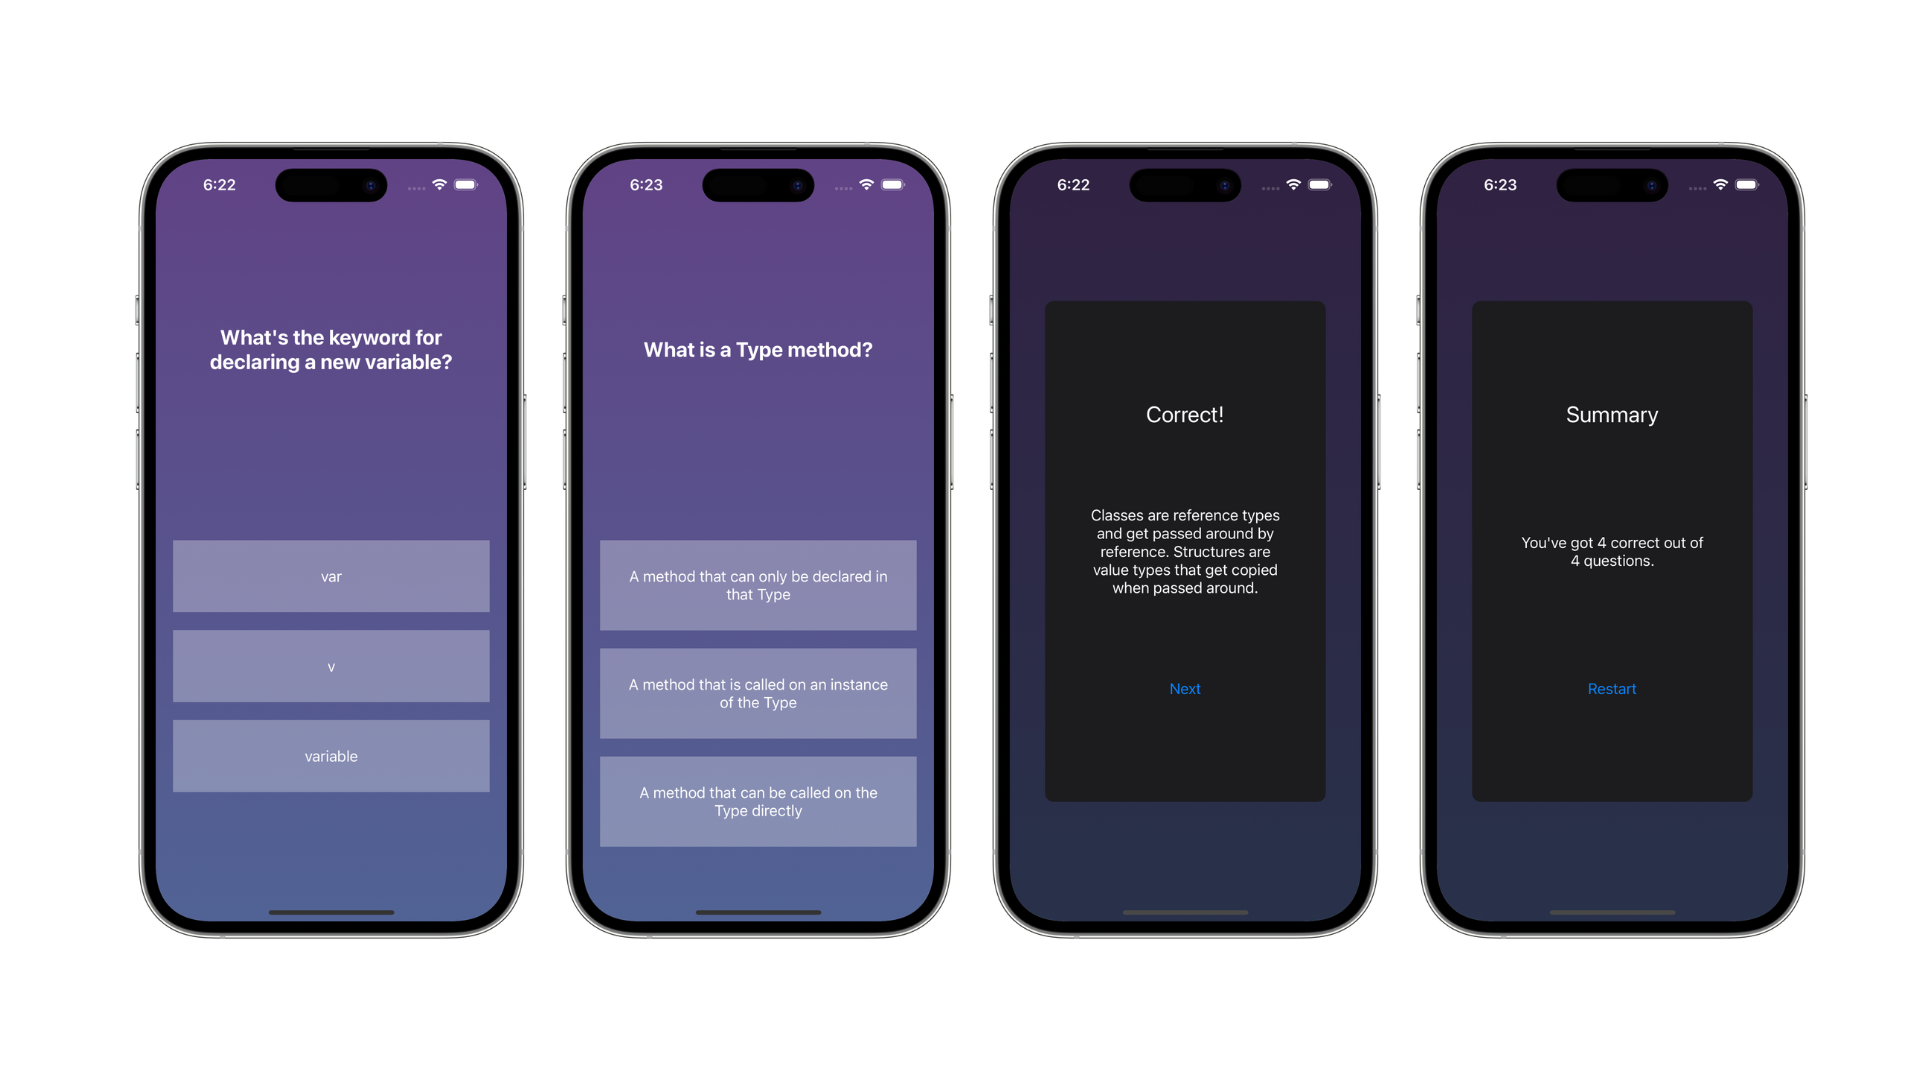 6:22
What's the keyword for
declaring a new variable?
var
v
variable
6:23
What is a Type method?
A method that can only be declared in
that Type
A method that is called on an instance
of the Type
A method that can be called on the
Type directly
6:22
Correct!
Classes are reference types
and get passed around by
reference. Structures are
value types that get copied
when passed around.
Next
6:23
Summary
You've got 4 correct out of
4 questions.
Restart